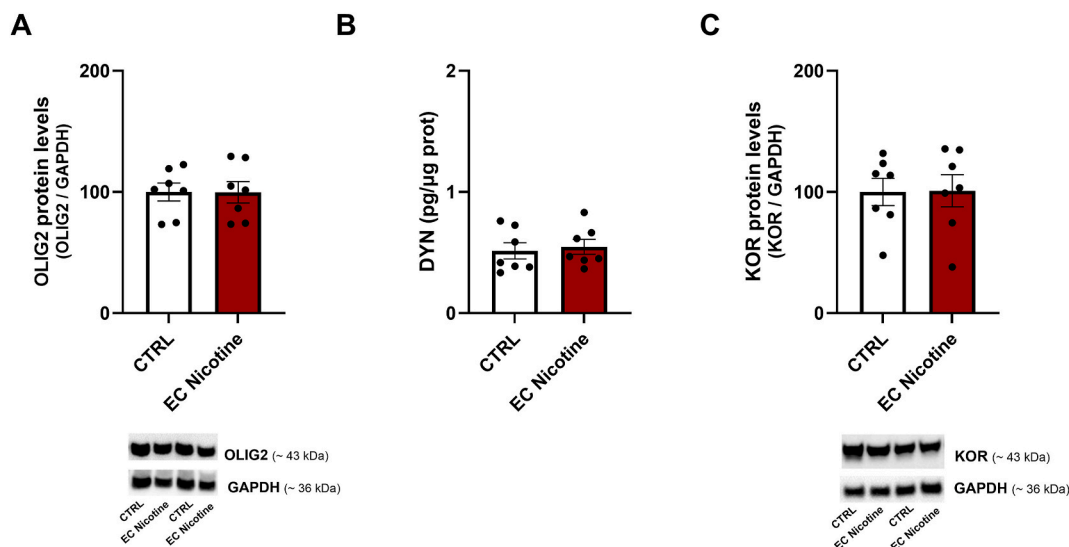 A
B
C
OLIG2 protein levels
(OLIG2 / GAPDH)
200
100
0
CTRL
EC Nicotine
DYN (pg/ug prot)
2
1
0
CTRL
EC Nicotine
KOR protein levels
(KOR / GAPDH)
200
100
0
CTRL
EC Nicotine
OLIG2 (~ 43 kDa)
GAPDH (~ 36 kDa)
CTRL
EC Nicotine
CTRL
EC Nicotine
KOR (~ 43 kDa)
GAPDH (~ 36 kDa)
CTRL
EC Nicotine
CTRL
EC Nicotine